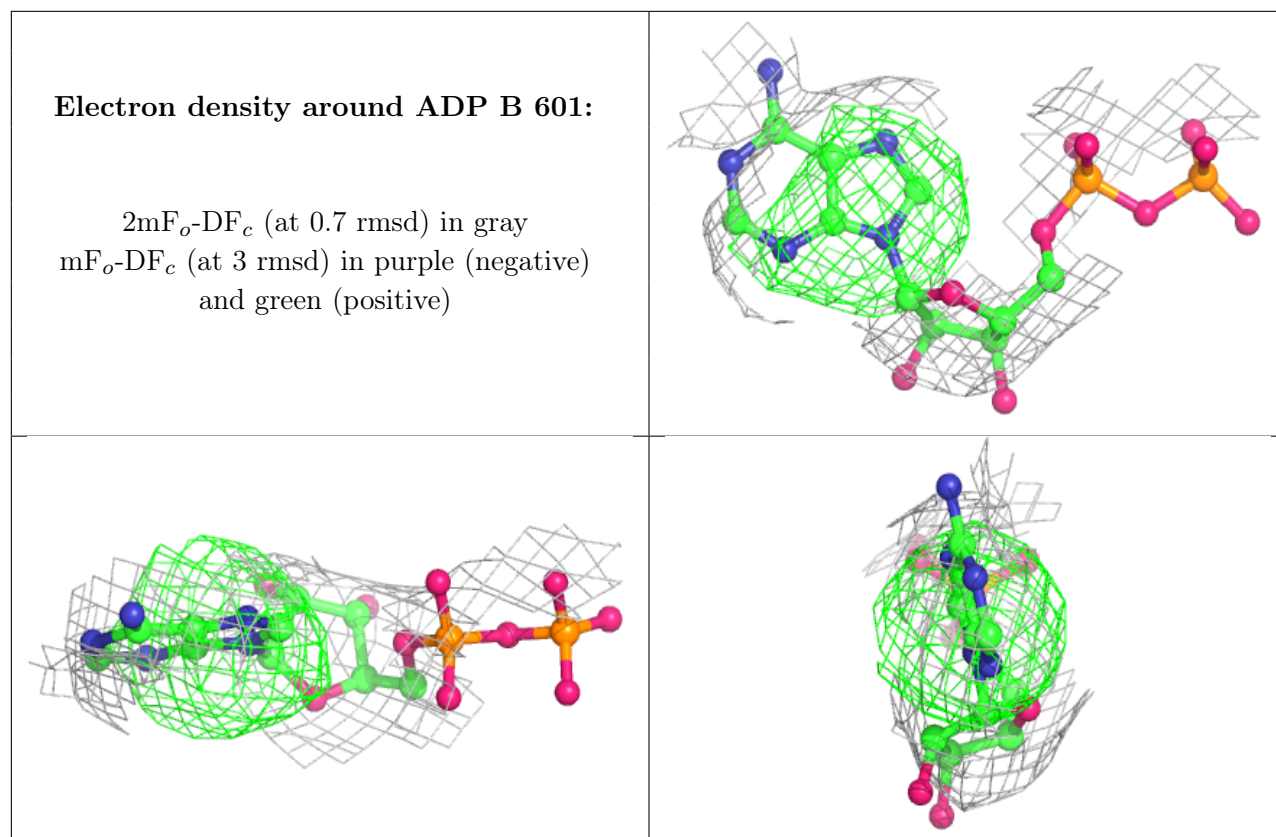 Electron density around ADP B 601:
2mFo-DFc (at 0.7 rmsd) in gray
mFo-DFc (at 3 rmsd) in purple (negative)
and green (positive)